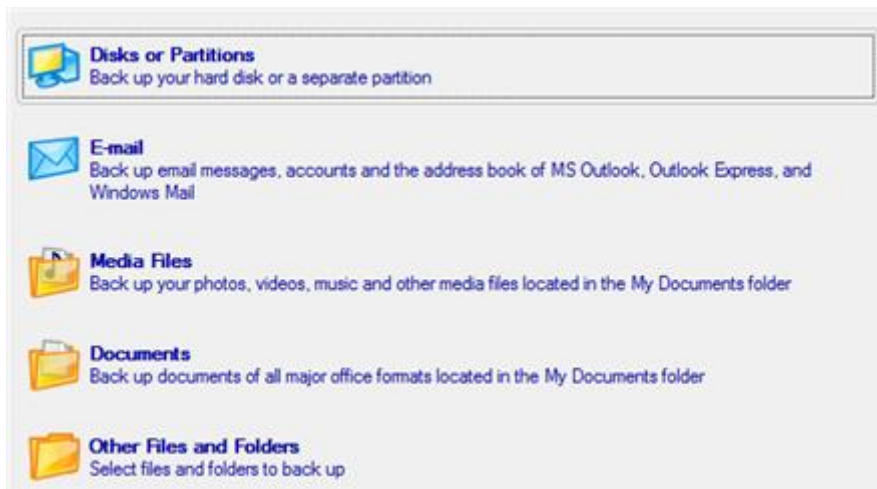 Disks or Partitions
Back up your hard disk or a separate partition
E-mail
Back up email messages, accounts and the address book of MS Outlook, Outlook Express, and
Windows Mail
Media Files
Back up your photos, videos, music and other media files located in the My Documents folder
Documents
Back up documents of all major office formats located in the My Documents folder
Other Files and Folders
Select files and folders to back up